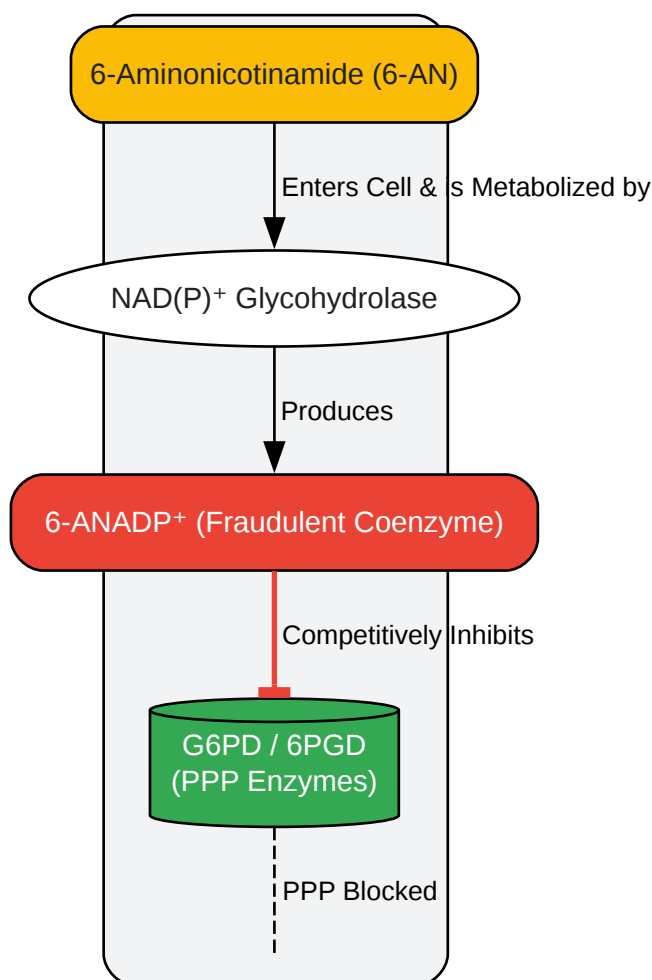 6-Aminonicotinamide (6-AN)
Enters Cell & is Metabolized by
NAD(P)⁺ Glycohydrolase
Produces
6-ANADP⁺ (Fraudulent Coenzyme)
Competitively Inhibits
G6PD / 6PGD
(PPP Enzymes)
PPP Blocked